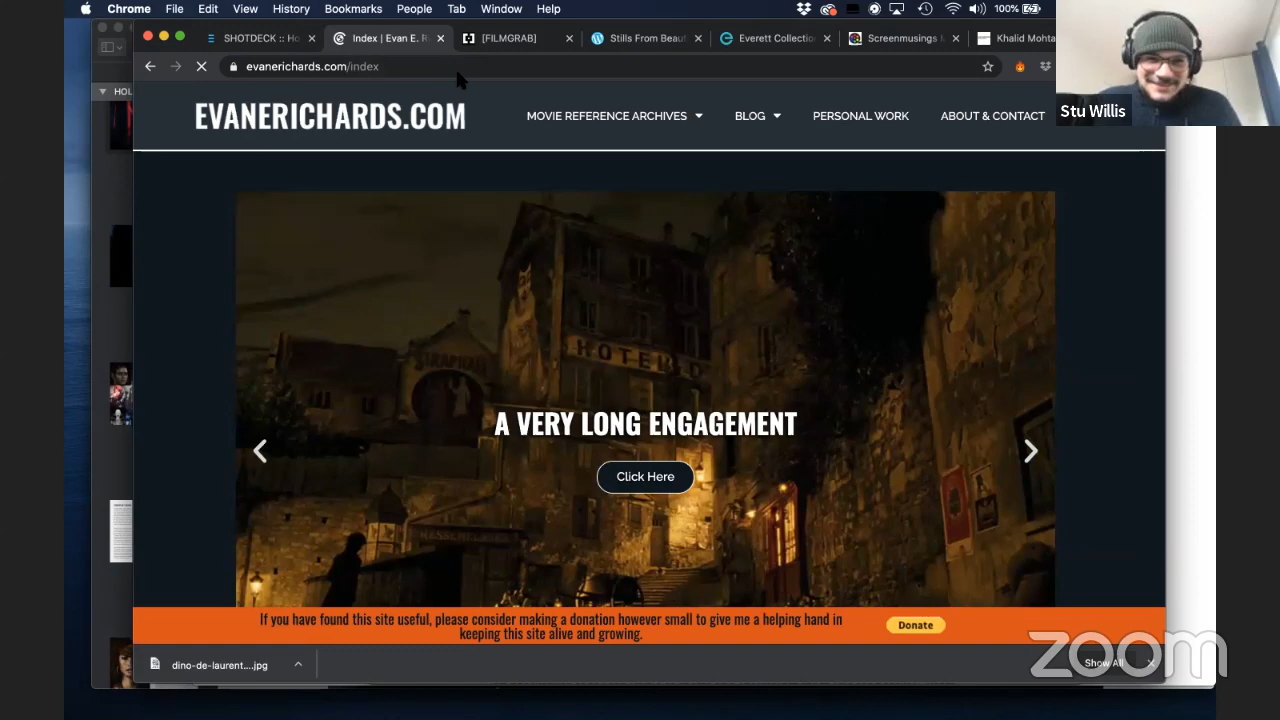 Chrome File Edit View History Bookmarks People Tab Window Help 100%
SHOTDECK :: Ho
Index | Evan E. Ri
[FILMGRAB]
Stills From Beaut
Everett Collection
Screenmusings
Khalid Mohta
evanerichards.com/index
HOL
Stu Willis
EVANERICHARDS.COM
MOVIE REFERENCE ARCHIVES BLOG PERSONAL WORK ABOUT & CONTACT
HOTEL
A VERY LONG ENGAGEMENT
Click Here
If you have found this site useful, please consider making a donation however small to give me a helping hand in
keeping this site alive and growing.
Donate
dino-de-laurent....jpg
Show All
zoom